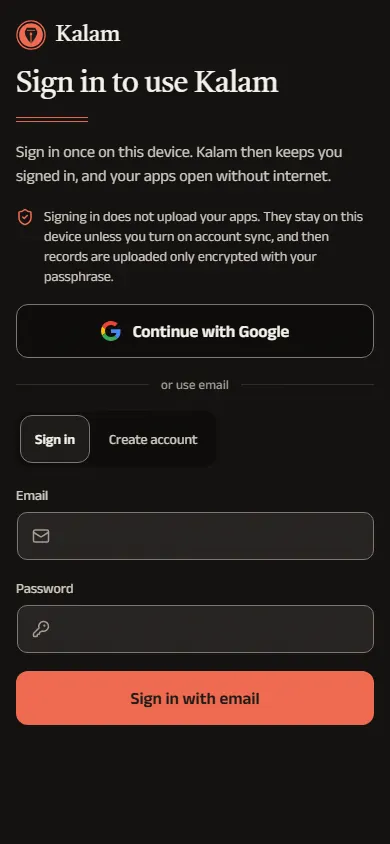 Kalam
Sign in to use Kalam
Sign in once on this device. Kalam then keeps you
signed in, and your apps open without internet.
Signing in does not upload your apps. They stay on this
device unless you turn on account sync, and then
records are uploaded only encrypted with your
passphrase.
Continue with Google
or use email
Sign in
Create account
Email
Password
Sign in with email